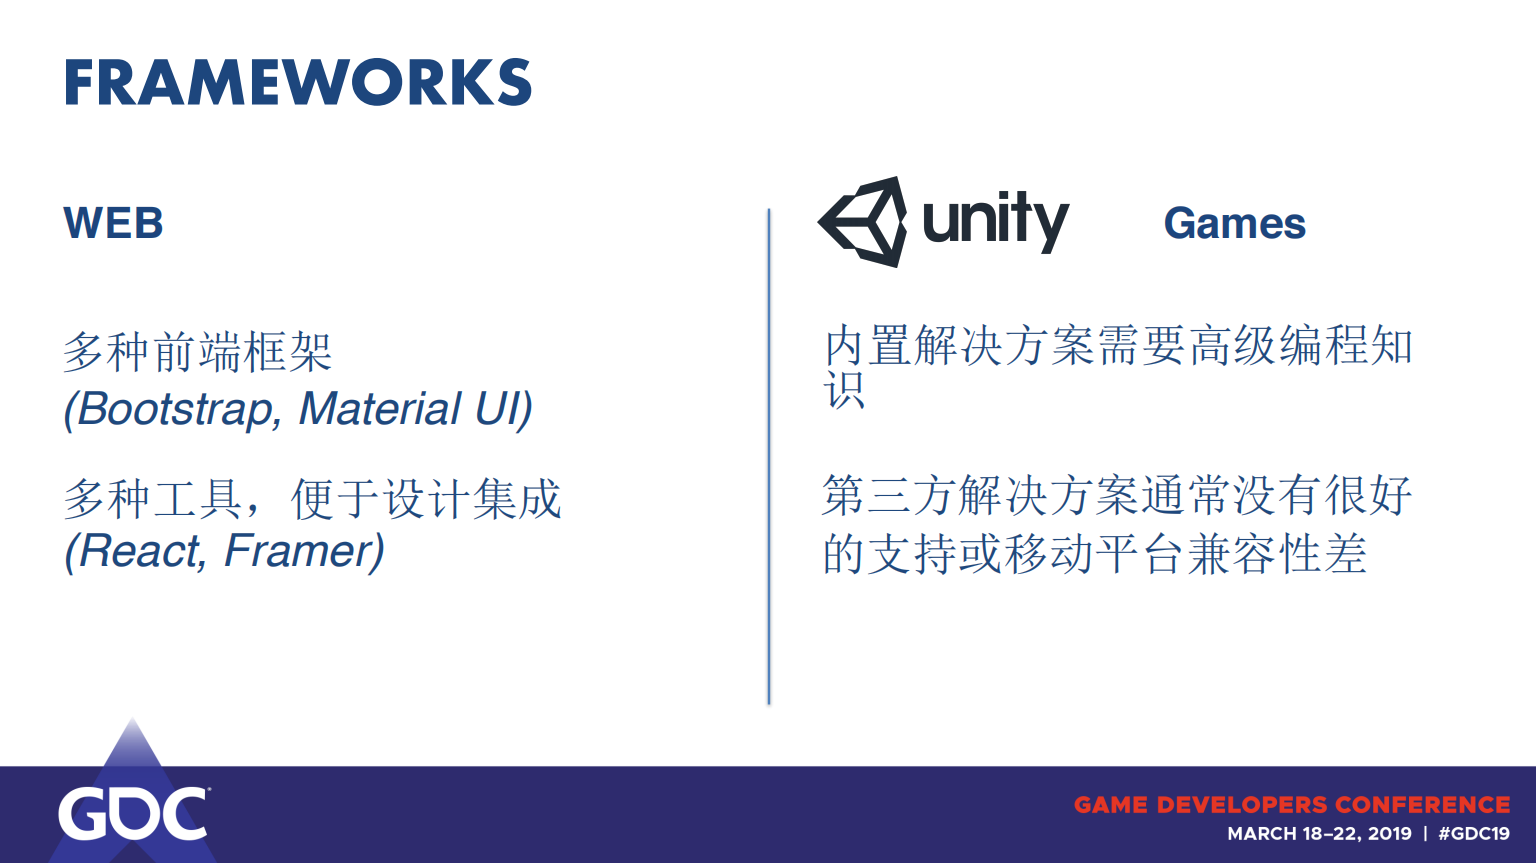 FRAMEWORKS
WEB
多种前端框架
(Bootstrap, Material UI)
多种工具，便于设计集成
(React, Framer)
unity Games
内置解决方案需要高级编程知
识
第三方解决方案通常没有很好
的支持或移动平台兼容性差
GDC
GAME DEVELOPERS CONFERENCE
MARCH 18–22, 2019 | #GDC19